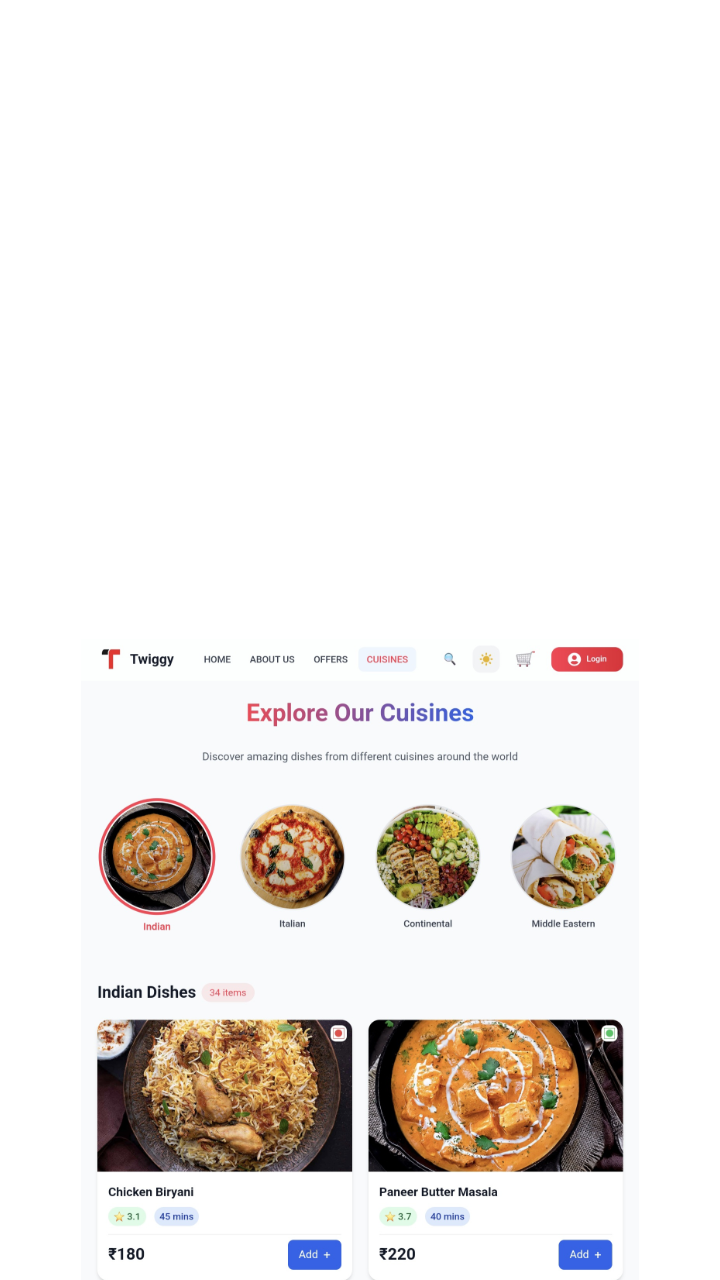 Twiggy HOME ABOUT US OFFERS CUISINES Login
Explore Our Cuisines
Discover amazing dishes from different cuisines around the world
Indian Italian Continental Middle Eastern
Indian Dishes 34 items
Chicken Biryani
3.1 45 mins
₹180 Add +
Paneer Butter Masala
3.7 40 mins
₹220 Add +